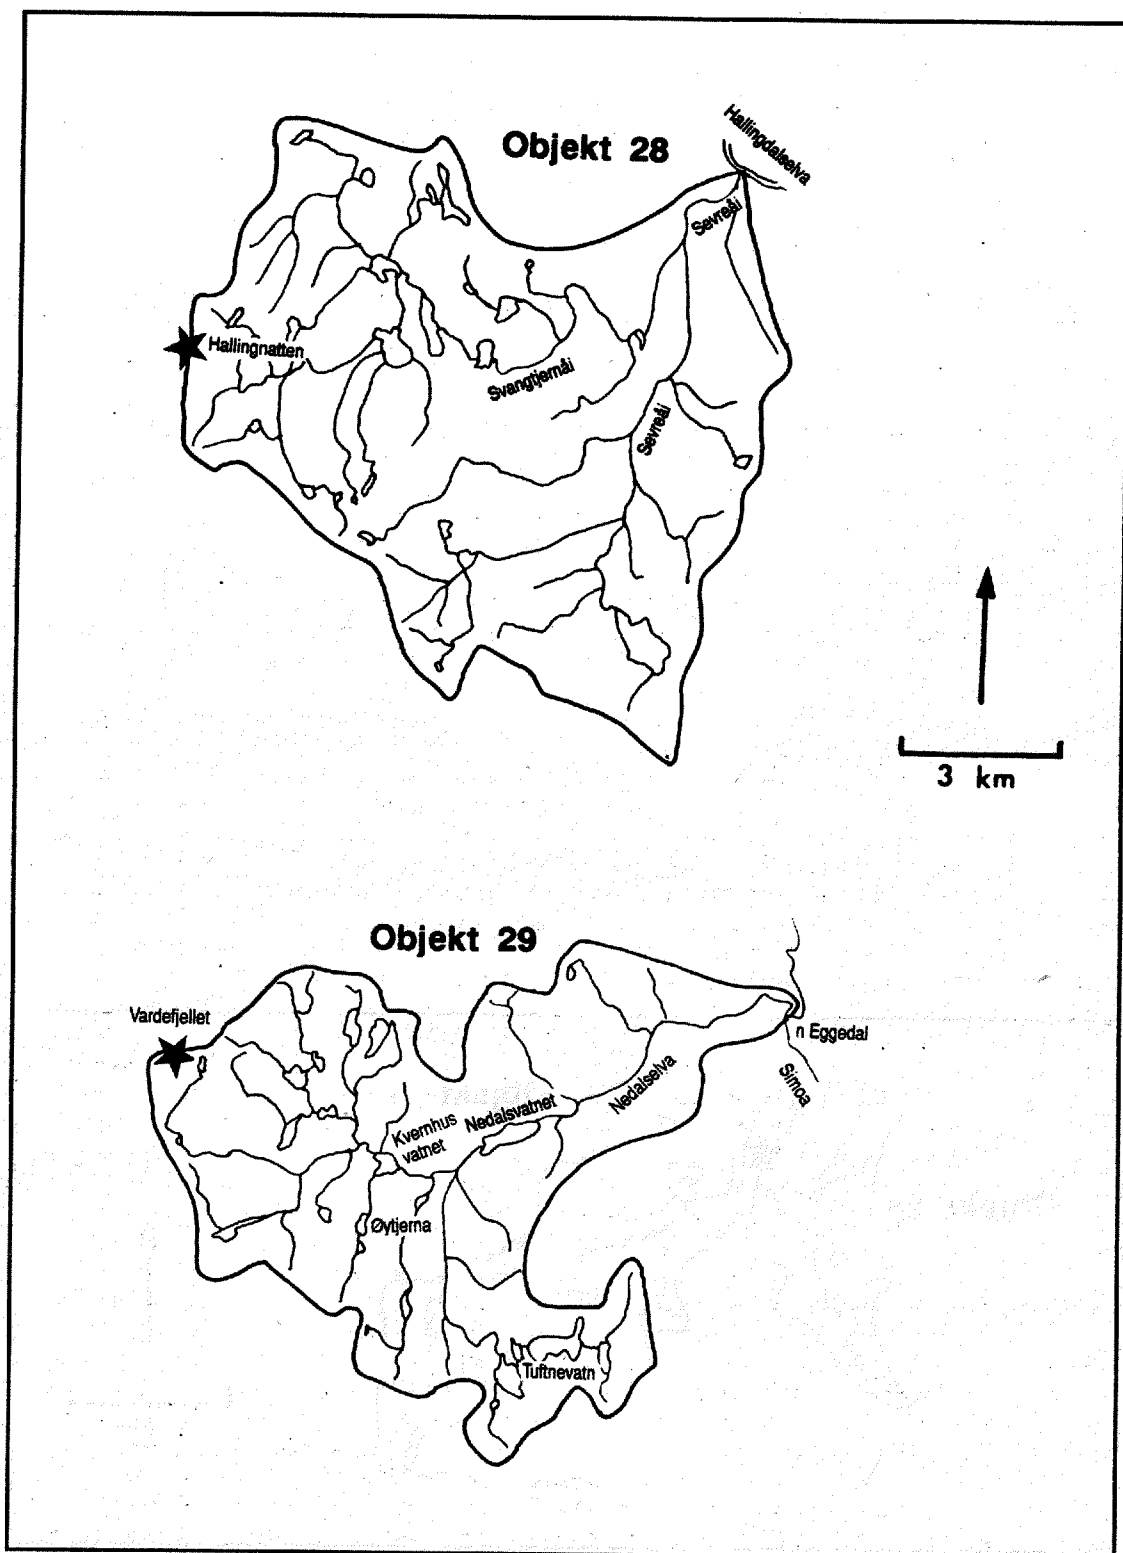 Objekt 28
Hallingdalselva
Sevreåi
Hallingnatten
Svangtjernåi
Sevreåi
3 km
Objekt 29
Vardefjellet
n Eggedal
Simoa
Nedalselva
Nedalsvatnet
Kvernhus
vatnet
Øytjerna
Tuftnevatn